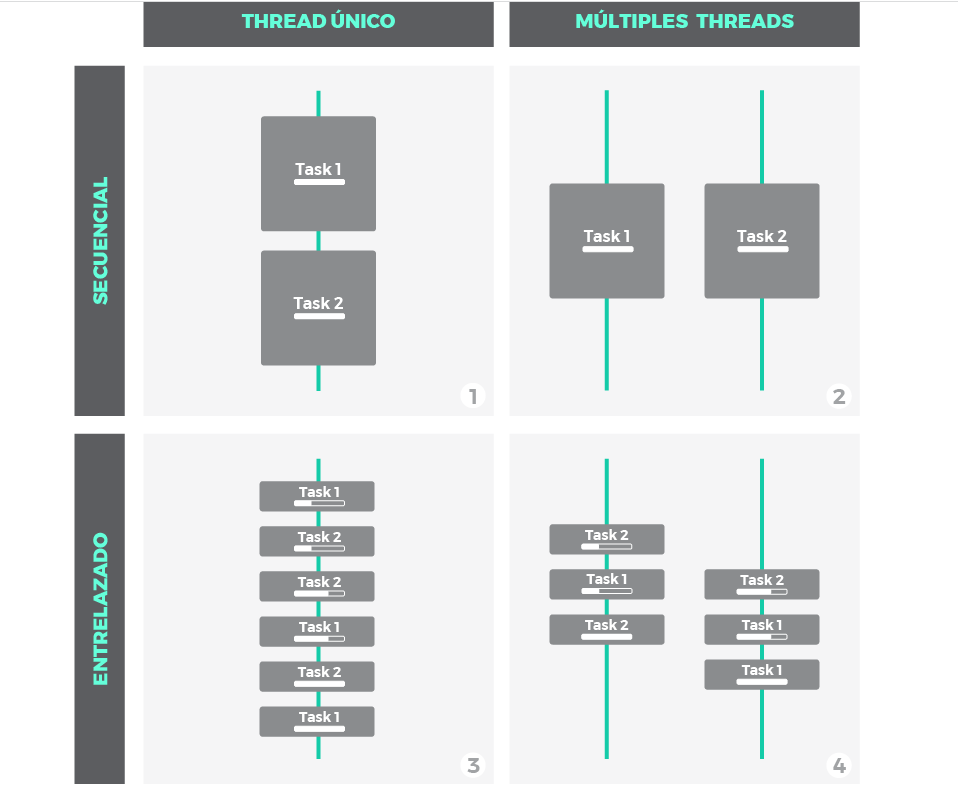 THREAD ÚNICO
MÚLTIPLES THREADS
SECUENCIAL
Task 1
Task 2
1
Task 1
Task 2
2
ENTRELAZADO
Task 1
Task 2
Task 2
Task 1
Task 2
Task 1
3
Task 2
Task 1
Task 2
Task 2
Task 1
Task 1
4